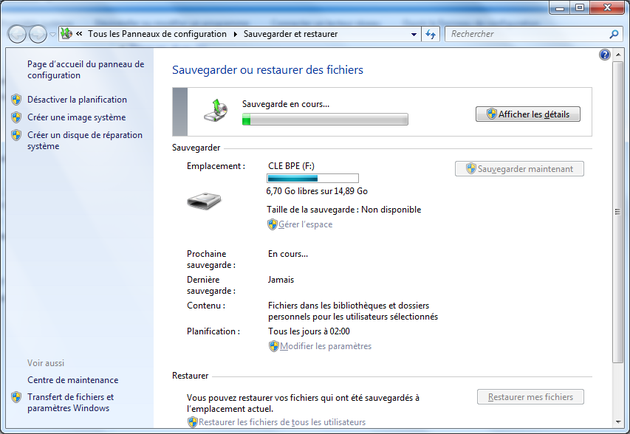 « Tous les Panneaux de configuration Sauvegarder et restaurer Rechercher
Page d'accueil du panneau de
configuration
Désactiver la planification
Créer une image système
Créer un disque de réparation
système
Sauvegarder ou restaurer des fichiers
Sauvegarde en cours...
Afficher les détails
Sauvegarder
Emplacement : CLE BPE (F:)
Sauvegarder maintenant
6,70 Go libres sur 14,89 Go
Taille de la sauvegarde : Non disponible
Gérer l'espace
Prochaine
sauvegarde : En cours...
Dernière
sauvegarde : Jamais
Contenu : Fichiers dans les bibliothèques et dossiers
personnels pour les utilisateurs sélectionnés
Planification : Tous les jours à 02:00
Modifier les paramètres
Restaurer
Vous pouvez restaurer vos fichiers qui ont été sauvegardés à
l'emplacement actuel.
Restaurer mes fichiers
Restaurer les fichiers de tous les utilisateurs
Voir aussi
Centre de maintenance
Transfert de fichiers et
paramètres Windows